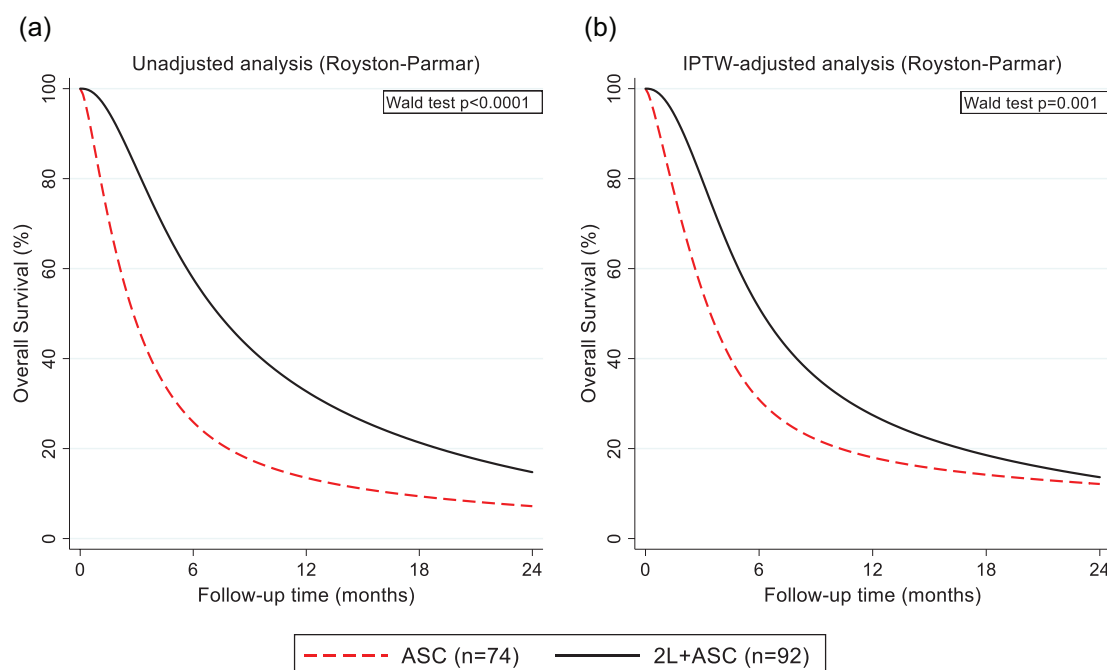 (a)
Unadjusted analysis (Royston-Parmar)
Wald test p<0.0001
Overall Survival (%)
100
80
60
40
20
0
0 6 12 18 24
Follow-up time (months)
(b)
IPTW-adjusted analysis (Royston-Parmar)
Wald test p=0.001
Overall Survival (%)
100
80
60
40
20
0
0 6 12 18 24
Follow-up time (months)
ASC (n=74) 2L+ASC (n=92)